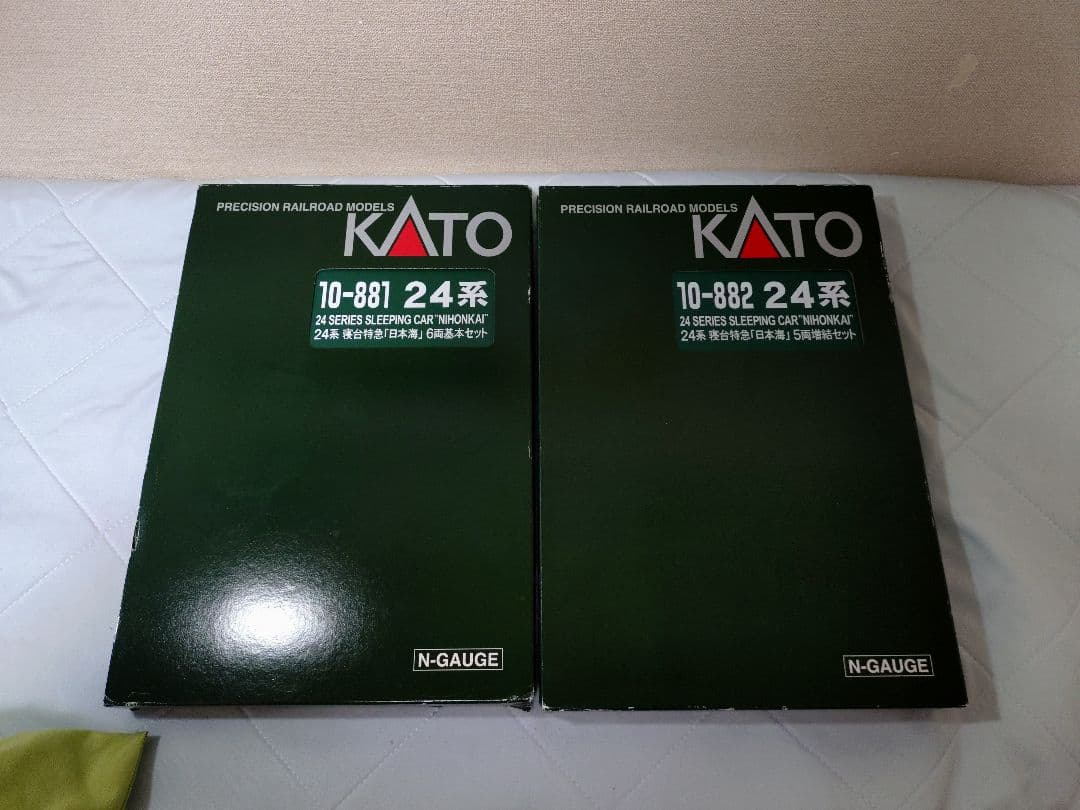 PRECISION RAILROAD MODELS
KATO
10-881 24系
24 SERIES SLEEPING CAR "NIHONKAI"
24系 寝台特急「日本海」6両基本セット
N-GAUGE
PRECISION RAILROAD MODELS
KATO
10-882 24系
24 SERIES SLEEPING CAR "NIHONKAI"
24系 寝台特急「日本海」5両増結セット
N-GAUGE